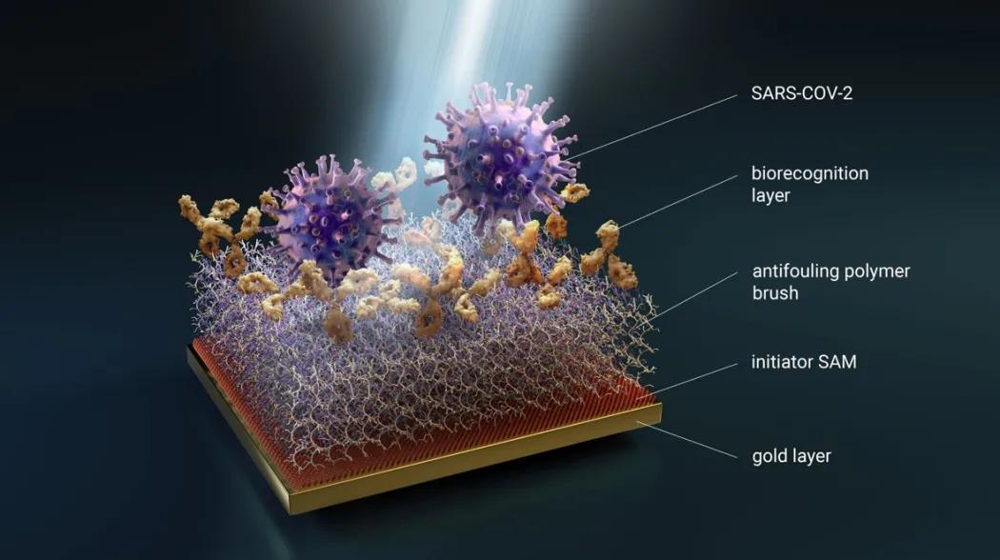 SARS-COV-2
biorecognition
layer
antifouling polymer
brush
initiator SAM
gold layer